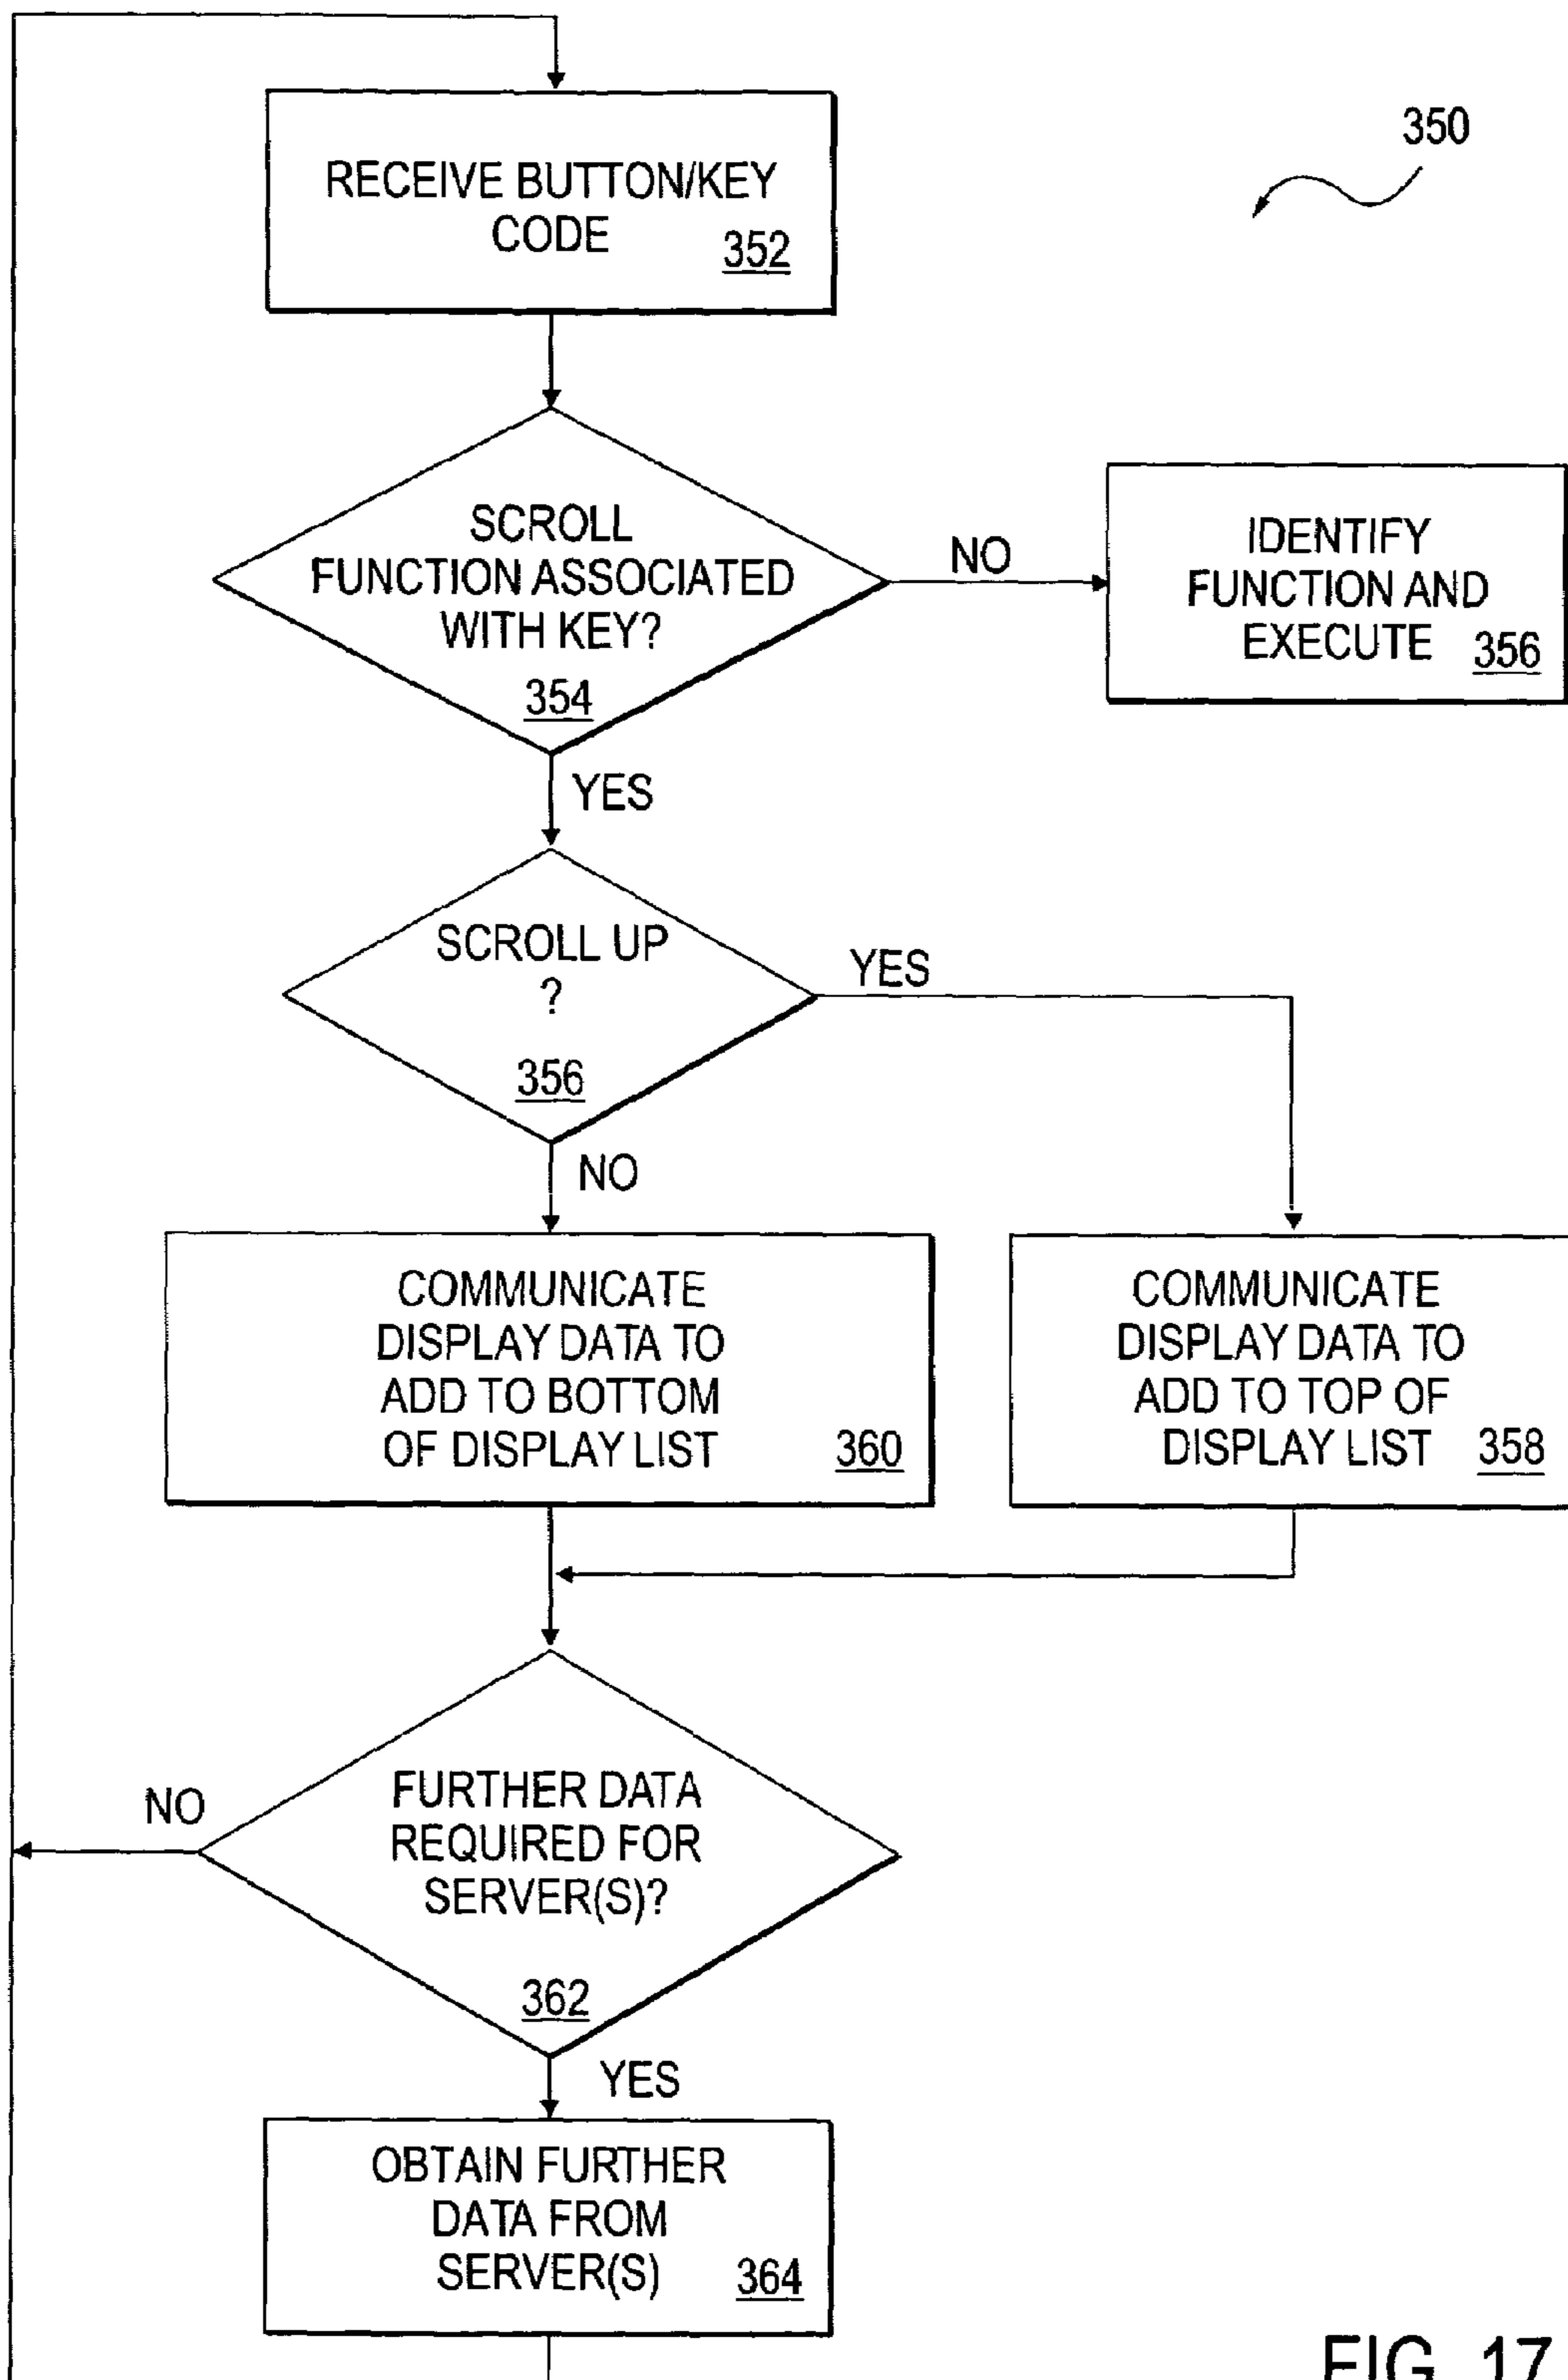 350
RECEIVE BUTTON/KEY
CODE
352
SCROLL
FUNCTION ASSOCIATED
WITH KEY?
354
NO
IDENTIFY
FUNCTION AND
EXECUTE
356
YES
SCROLL UP
?
356
YES
NO
COMMUNICATE
DISPLAY DATA TO
ADD TO BOTTOM
OF DISPLAY LIST
360
COMMUNICATE
DISPLAY DATA TO
ADD TO TOP OF
DISPLAY LIST
358
FURTHER DATA
REQUIRED FOR
SERVER(S)?
362
NO
YES
OBTAIN FURTHER
DATA FROM
SERVER(S)
364
FIG. 17